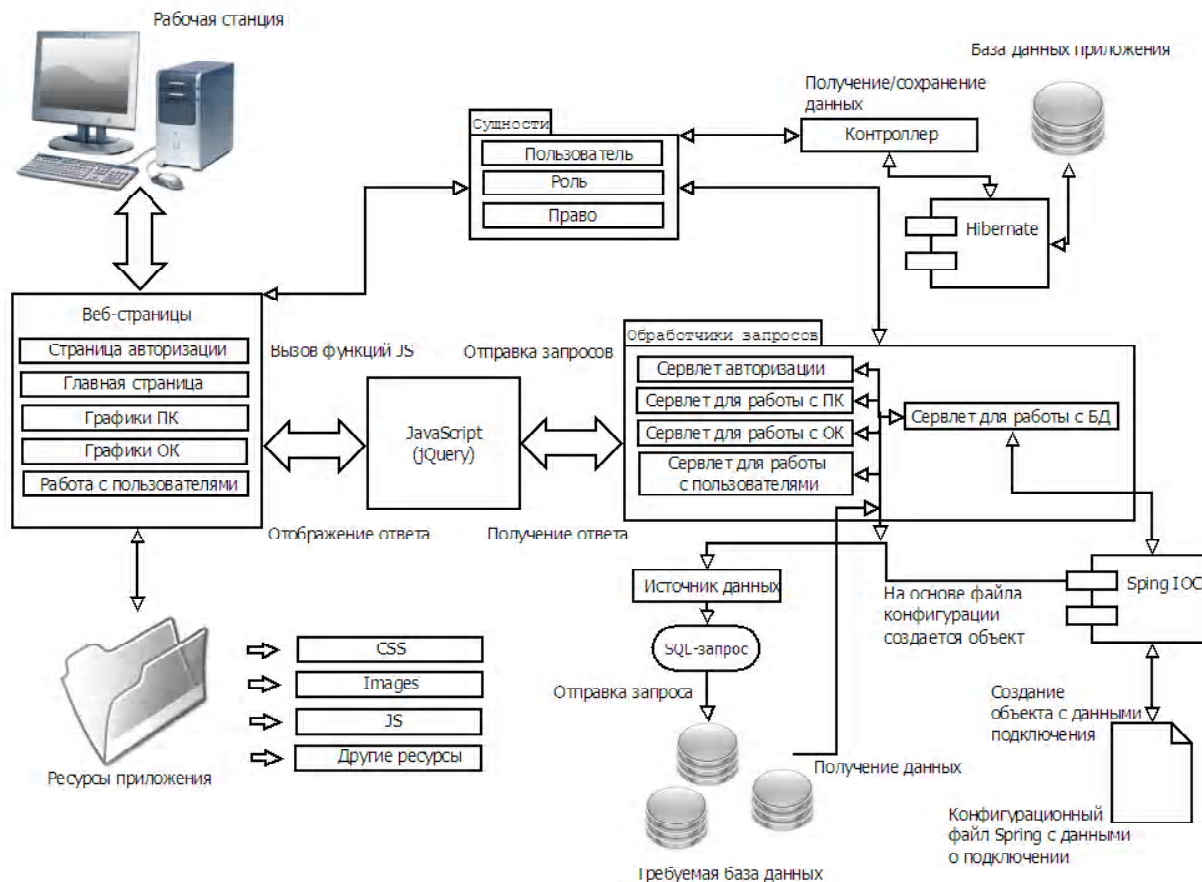 Рабочая станция
База данных приложения
Получение/сохранение
данных
Контроллер
Сущности
Пользователь
Роль
Право
Hibernate
Веб-страницы
Страница авторизации
Главная страница
Графики ПК
Графики ОК
Работа с пользователями
Вызов функций JS
Отправка запросов
JavaScript
(jQuery)
Отображение ответа
Получение ответа
Обработчики запросов
Сервлет авторизации
Сервлет для работы с ПК
Сервлет для работы с ОК
Сервлет для работы
с пользователями
Сервлет для работы с БД
Источник данных
SQL-запрос
Отправка запроса
На основе файла
конфигурации
создается объект
Sping IOC
Создание
объекта с данными
подключения
Получение данных
Конфигурационный
файл Spring с данными
о подключении
Требуемая база данных
CSS
Images
JS
Другие ресурсы
Ресурсы приложения